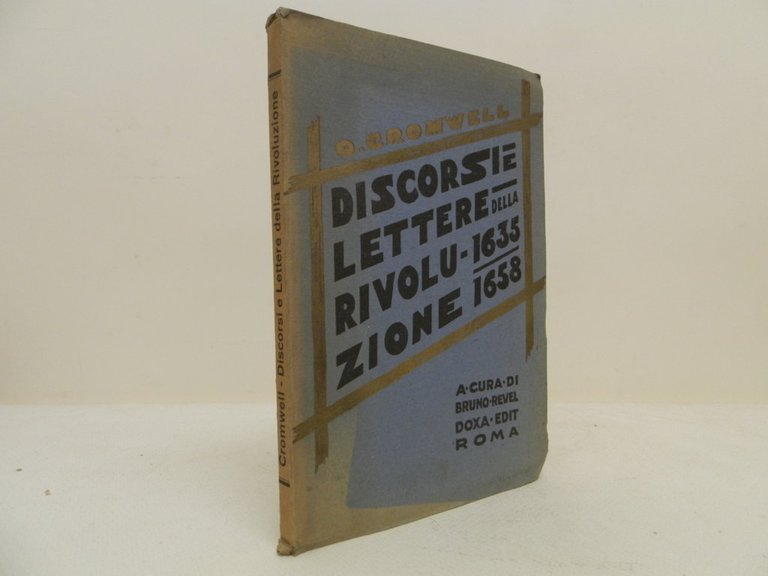 Cromwell - Discorsi e Lettere della Rivoluzione
O. CROMWELL
DISCORSI E
LETTERE DELLA
RIVOLU- 1635
ZIONE 1658
A·CURA·DI
BRUNO·REVEL
DOXA·EDIT
ROMA